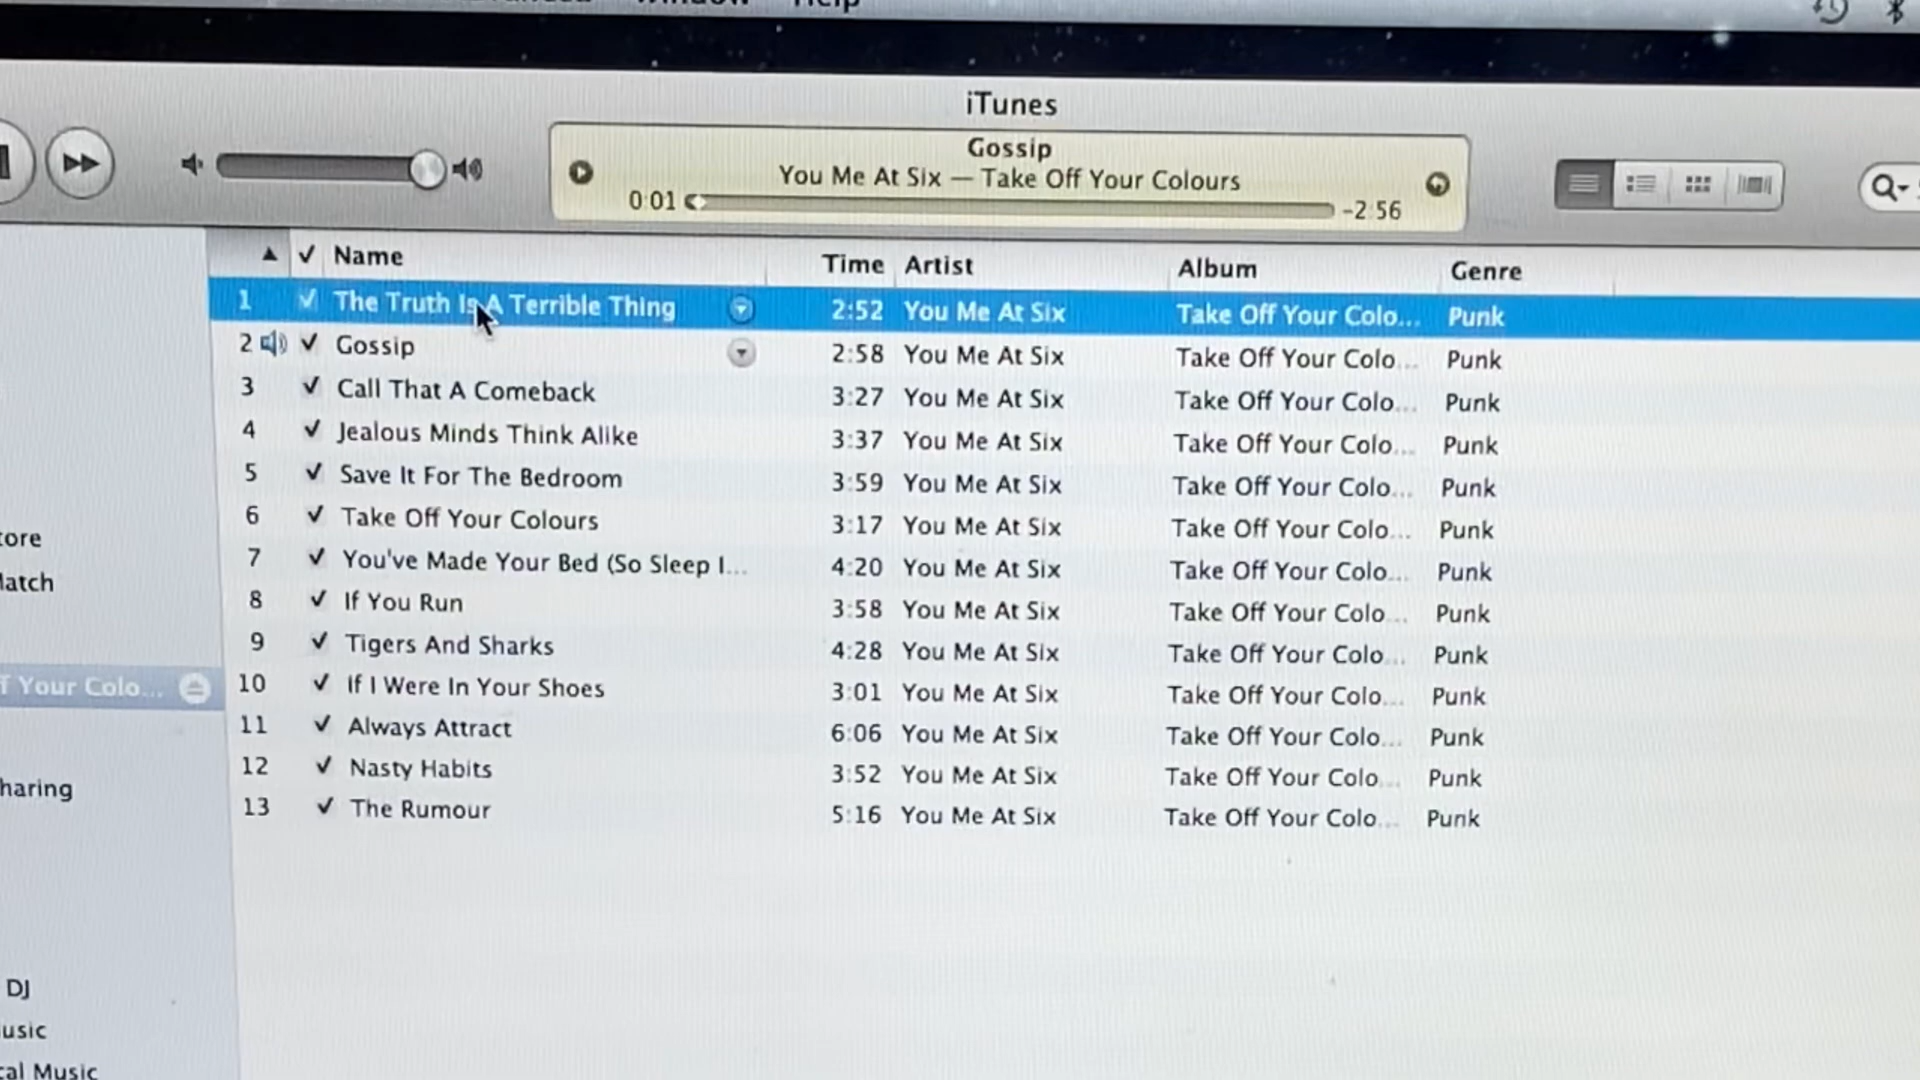 Window Help
iTunes
Gossip
You Me At Six — Take Off Your Colours
0:01 -2:56
Name Time Artist Album Genre
1 The Truth Is A Terrible Thing 2:52 You Me At Six Take Off Your Colo... Punk
2 Gossip 2:58 You Me At Six Take Off Your Colo... Punk
3 Call That A Comeback 3:27 You Me At Six Take Off Your Colo... Punk
4 Jealous Minds Think Alike 3:37 You Me At Six Take Off Your Colo... Punk
5 Save It For The Bedroom 3:59 You Me At Six Take Off Your Colo... Punk
6 Take Off Your Colours 3:17 You Me At Six Take Off Your Colo... Punk
7 You've Made Your Bed (So Sleep I... 4:20 You Me At Six Take Off Your Colo... Punk
8 If You Run 3:58 You Me At Six Take Off Your Colo... Punk
9 Tigers And Sharks 4:28 You Me At Six Take Off Your Colo... Punk
10 If I Were In Your Shoes 3:01 You Me At Six Take Off Your Colo... Punk
11 Always Attract 6:06 You Me At Six Take Off Your Colo... Punk
12 Nasty Habits 3:52 You Me At Six Take Off Your Colo... Punk
13 The Rumour 5:16 You Me At Six Take Off Your Colo... Punk
tore
latch
f Your Colo...
haring
DJ
usic
cal Music